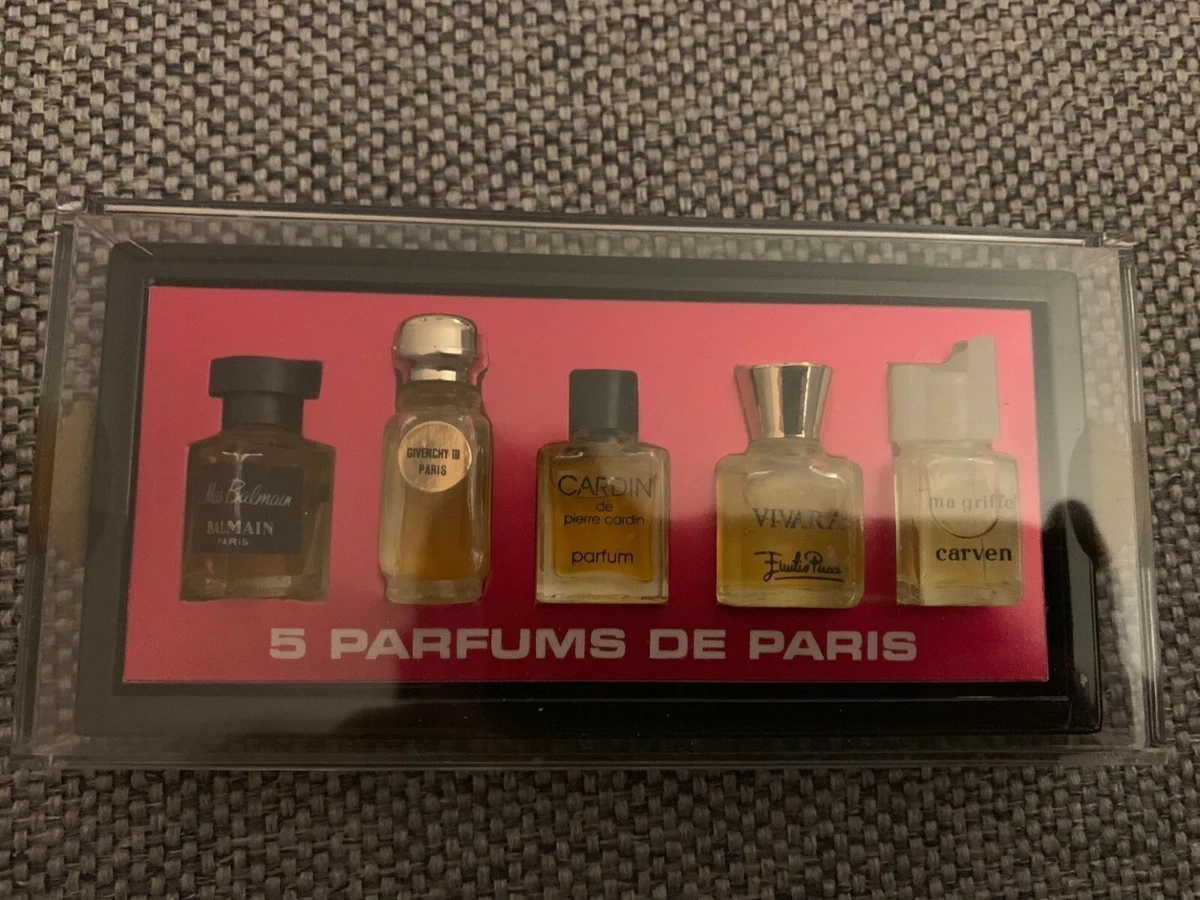 Miss Balmain
BALMAIN
PARIS
GIVENCHY III
PARIS
CARDIN
de
pierre cardin
parfum
VIVARA
Emilio Pucci
ma griffe
carven
5 PARFUMS DE PARIS